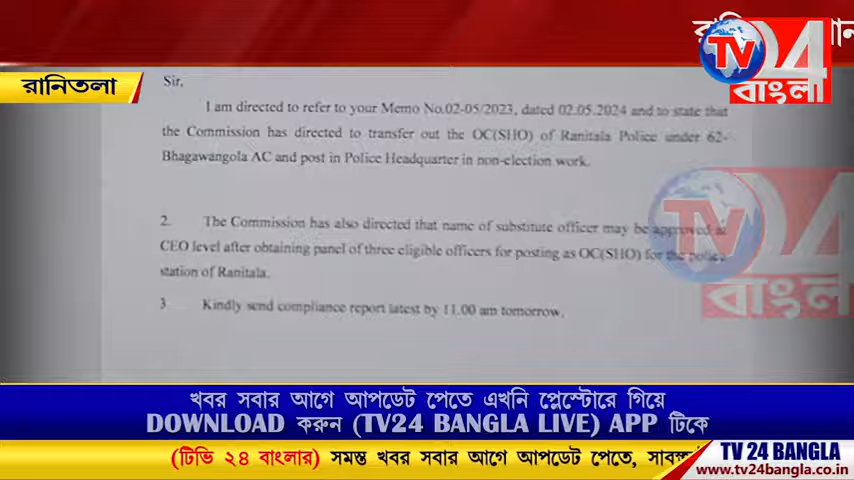 TV 24
বাংলা
রানিতলা
Sir,
I am directed to refer to your Memo No.02-05/2023, dated 02.05.2024 and to state that
the Commission has directed to transfer out the OC(SHO) of Ranitala Police under 62-
Bhagawangola AC and post in Police Headquarter in non-election work.
2. The Commission has also directed that name of substitute officer may be approved at
CEO level after obtaining panel of three eligible officers for posting as OC(SHO) for the police
station of Ranitala.
3 Kindly send compliance report latest by 11.00 am tomorrow.
TV 24
বাংলা
খবর সবার আগে আপডেট পেতে এখনি প্লেস্টোরে গিয়ে
DOWNLOAD করুন (TV24 BANGLA LIVE) APP টিকে
(টিভি ২৪ বাংলার) সমস্ত খবর সবার আগে আপডেট পেতে,
TV 24 BANGLA
www.tv24bangla.co.in